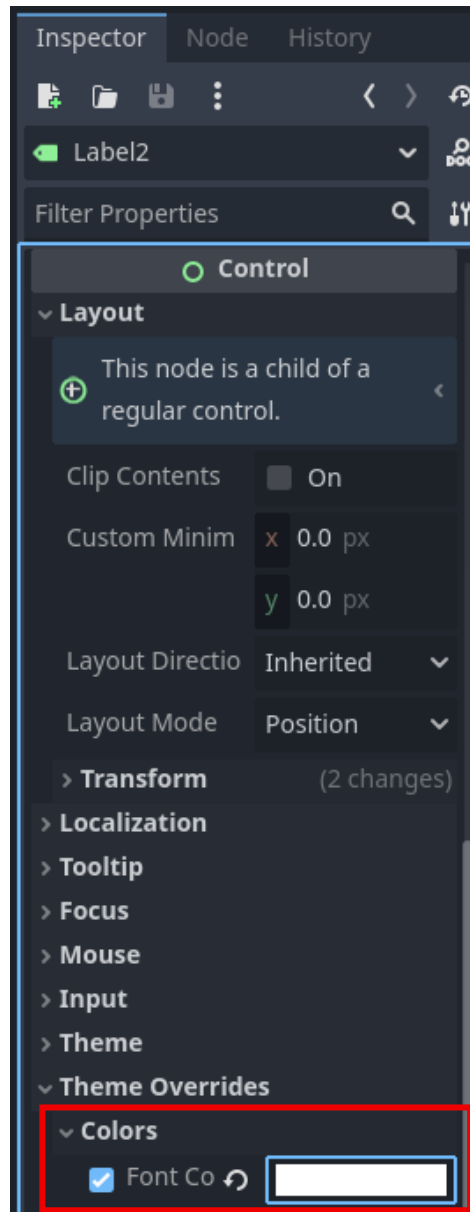 Inspector Node History
Label2
DOC
Filter Properties
Control
Layout
This node is a child of a
regular control.
Clip Contents On
Custom Minim x 0.0 px
y 0.0 px
Layout Directio Inherited
Layout Mode Position
Transform (2 changes)
Localization
Tooltip
Focus
Mouse
Input
Theme
Theme Overrides
Colors
Font Co